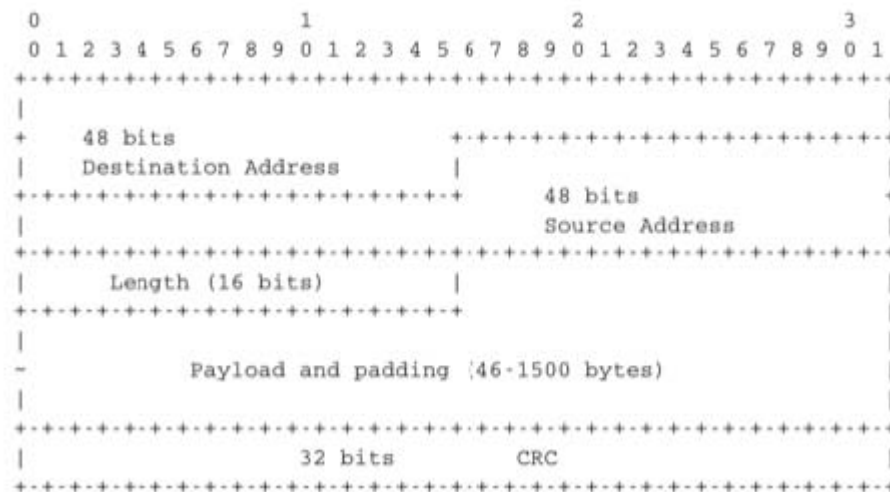 0 1 2 3
0 1 2 3 4 5 6 7 8 9 0 1 2 3 4 5 6 7 8 9 0 1 2 3 4 5 6 7 8 9 0 1
+-+-+-+-+-+-+-+-+-+-+-+-+-+-+-+-+-+-+-+-+-+-+-+-+-+-+-+-+-+-+-+-+
|
+ 48 bits +-+-+-+-+-+-+-+-+-+-+-+-+-+-+-+-+
| Destination Address |
+-+-+-+-+-+-+-+-+-+-+-+-+-+-+-+-+ 48 bits +
| Source Address |
+-+-+-+-+-+-+-+-+-+-+-+-+-+-+-+-+-+-+-+-+-+-+-+-+-+-+-+-+-+-+-+-+
| Length (16 bits) | |
+-+-+-+-+-+-+-+-+-+-+-+-+-+-+-+-+
| |
~ Payload and padding (46-1500 bytes)
| |
+-+-+-+-+-+-+-+-+-+-+-+-+-+-+-+-+-+-+-+-+-+-+-+-+-+-+-+-+-+-+-+-+
| 32 bits CRC |
+-+-+-+-+-+-+-+-+-+-+-+-+-+-+-+-+-+-+-+-+-+-+-+-+-+-+-+-+-+-+-+-+